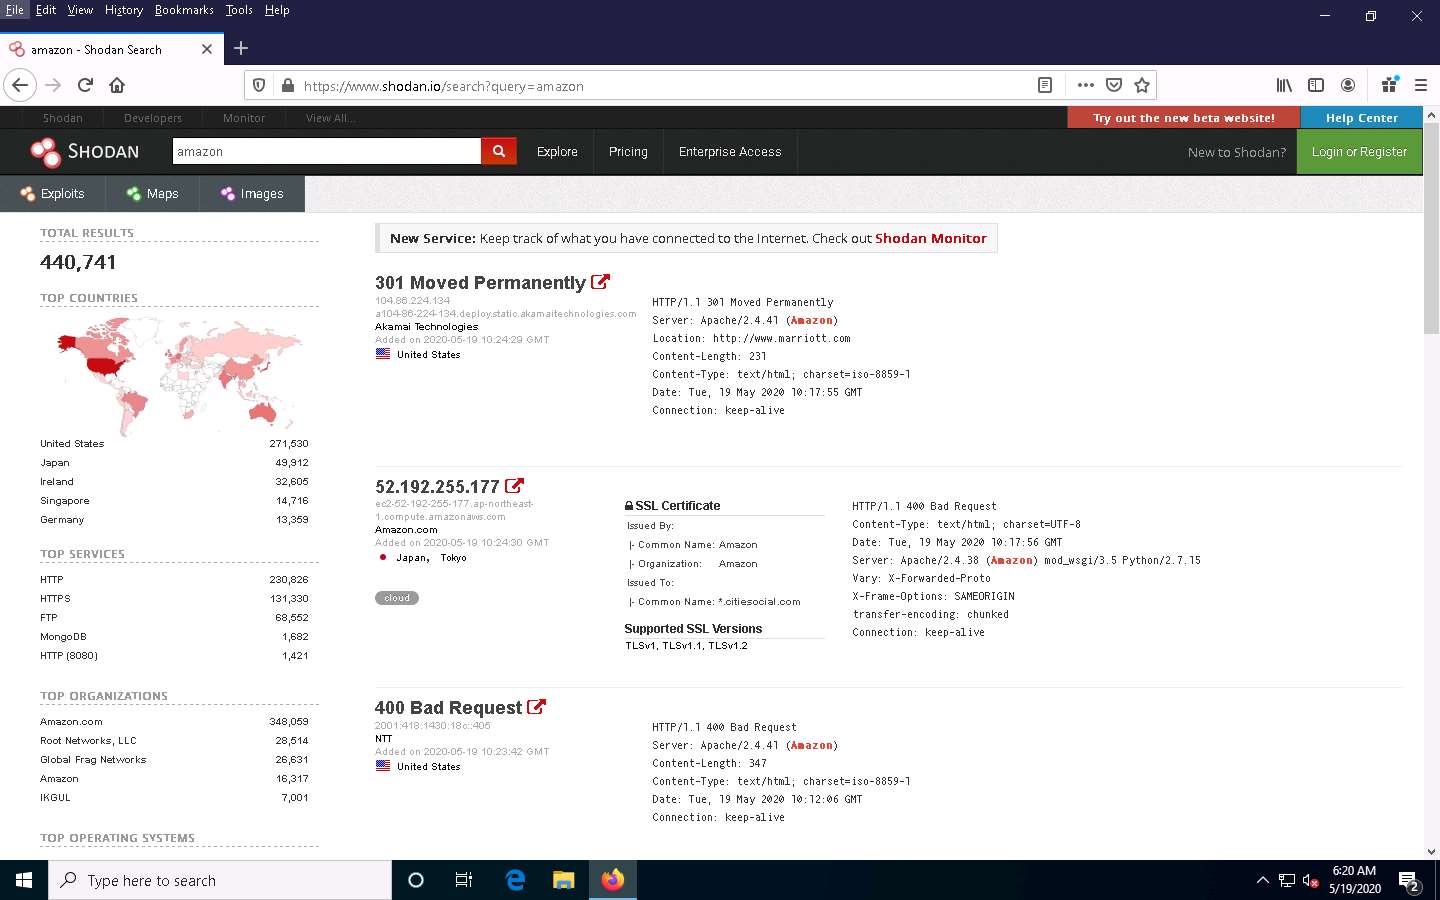 File Edit View History Bookmarks Tools Help
amazon - Shodan Search
https://www.shodan.io/search?query=amazon
Shodan Developers Monitor View All...
Try out the new beta website! Help Center
SHODAN amazon Explore Pricing Enterprise Access New to Shodan? Login or Register
Exploits Maps Images
TOTAL RESULTS
440,741
TOP COUNTRIES
United States 271,530
Japan 49,912
Ireland 32,605
Singapore 14,716
Germany 13,359
TOP SERVICES
HTTP 230,826
HTTPS 131,330
FTP 68,552
MongoDB 1,682
HTTP (8080) 1,421
TOP ORGANIZATIONS
Amazon.com 348,059
Root Networks, LLC 28,514
Global Frag Networks 26,631
Amazon 16,317
IKGUL 7,001
TOP OPERATING SYSTEMS
New Service: Keep track of what you have connected to the Internet. Check out Shodan Monitor
301 Moved Permanently
104.86.224.134
a104-86-224-134.deploy.static.akamaitechnologies.com
Akamai Technologies
Added on 2020-05-19 10:24:29 GMT
United States
HTTP/1.1 301 Moved Permanently
Server: Apache/2.4.41 (Amazon)
Location: http://www.marriott.com
Content-Length: 231
Content-Type: text/html; charset=iso-8859-1
Date: Tue, 19 May 2020 10:17:55 GMT
Connection: keep-alive
52.192.255.177
ec2-52-192-255-177.ap-northeast-
1.compute.amazonaws.com
Amazon.com
Added on 2020-05-19 10:24:30 GMT
Japan, Tokyo
cloud
SSL Certificate
Issued By:
|- Common Name: Amazon
|- Organization: Amazon
Issued To:
|- Common Name: *.citiesocial.com
Supported SSL Versions
TLSv1, TLSv1.1, TLSv1.2
HTTP/1.1 400 Bad Request
Content-Type: text/html; charset=UTF-8
Date: Tue, 19 May 2020 10:17:56 GMT
Server: Apache/2.4.38 (Amazon) mod_wsgi/3.5 Python/2.7.15
Vary: X-Forwarded-Proto
X-Frame-Options: SAMEORIGIN
transfer-encoding: chunked
Connection: keep-alive
400 Bad Request
2001:418:1430:18c::405
NTT
Added on 2020-05-19 10:23:42 GMT
United States
HTTP/1.1 400 Bad Request
Server: Apache/2.4.41 (Amazon)
Content-Length: 347
Content-Type: text/html; charset=iso-8859-1
Date: Tue, 19 May 2020 10:12:06 GMT
Connection: keep-alive
Type here to search
6:20 AM
5/19/2020
2